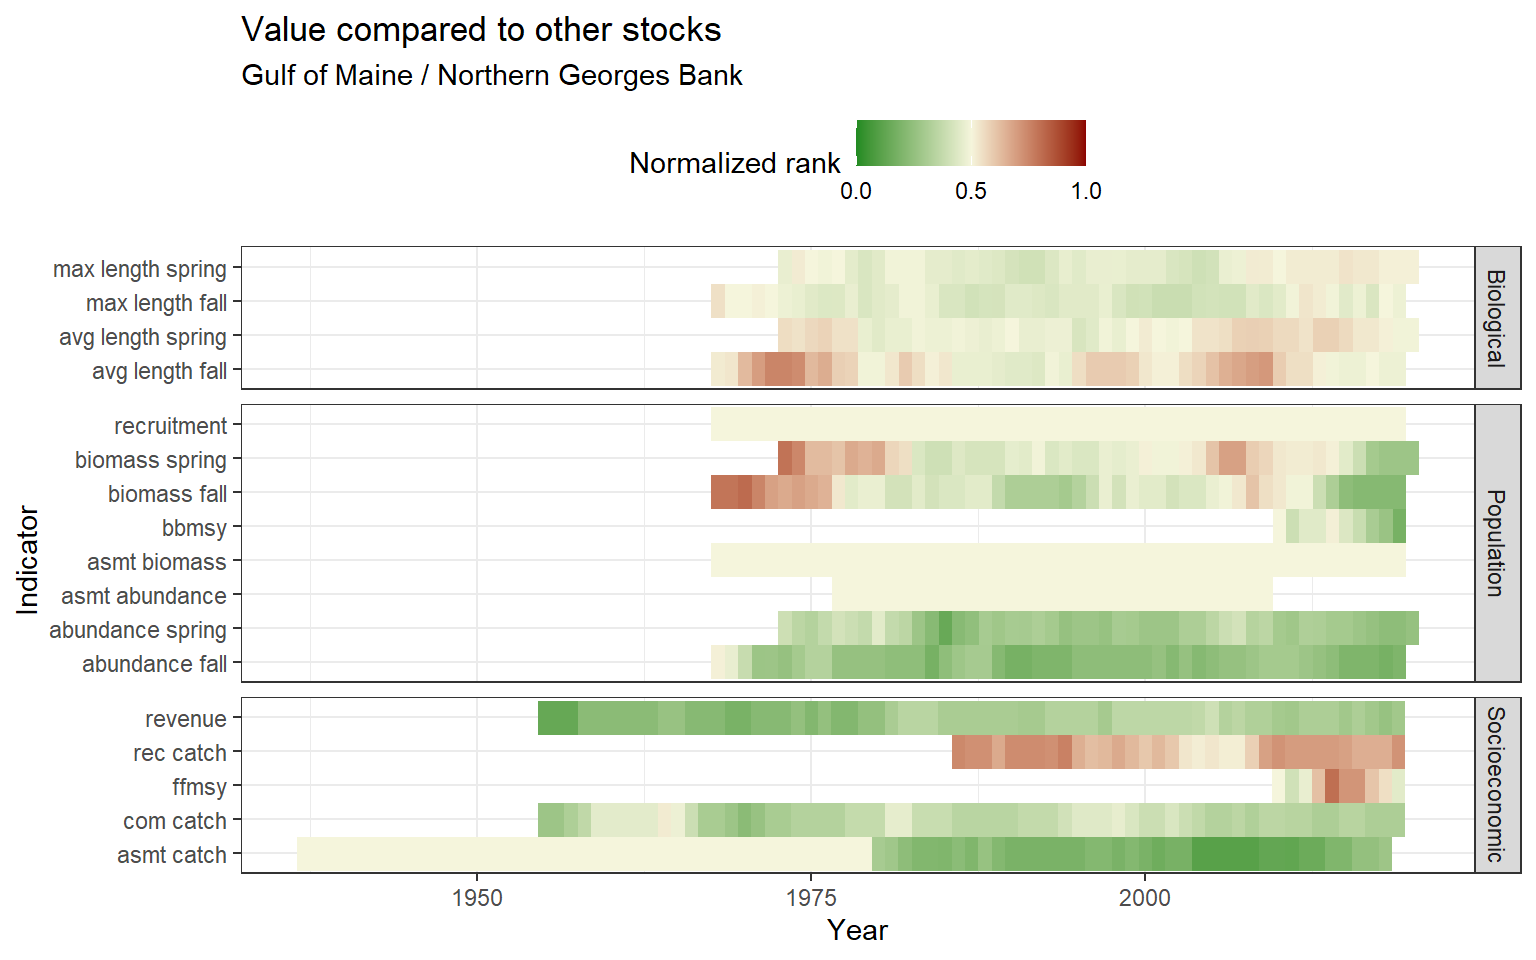 Value compared to other stocks
Gulf of Maine / Northern Georges Bank
Normalized rank
0.0 0.5 1.0
max length spring
max length fall
avg length spring
avg length fall
Biological
recruitment
biomass spring
biomass fall
bbmsy
asmt biomass
asmt abundance
abundance spring
abundance fall
Population
revenue
rec catch
ffmsy
com catch
asmt catch
Socioeconomic
Indicator
1950 1975 2000
Year